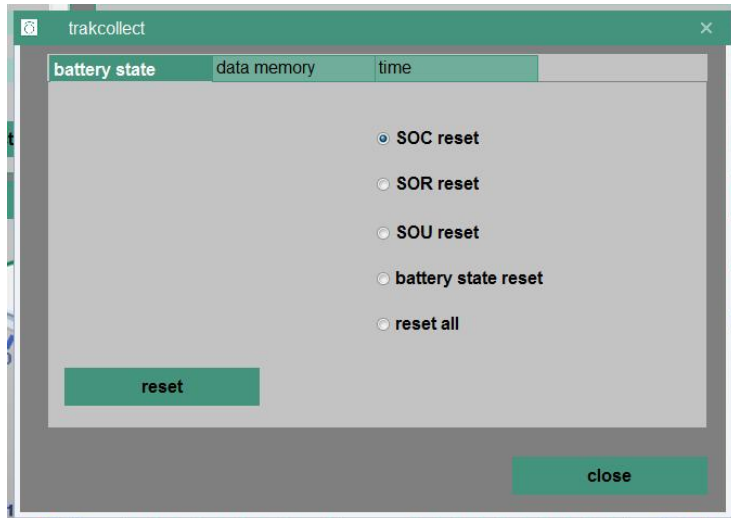 trakcollect
battery state data memory time
SOC reset
SOR reset
SOU reset
battery state reset
reset all
reset
close